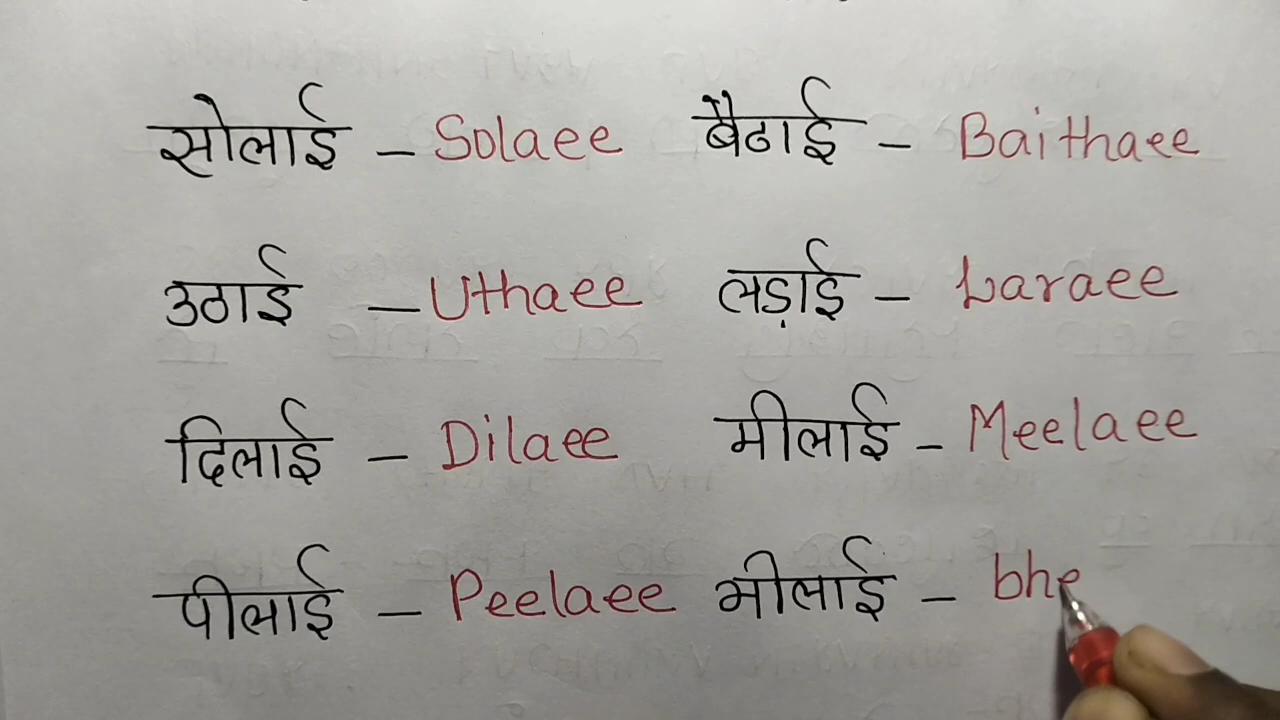 सोलाई – Solaee बैठाई – Baithaee
उठाई – Uthaee लड़ाई – Laraee
दिलाई – Dilaee मीलाई – Meelaee
पीलाई – Peelaee भीलाई – bhe